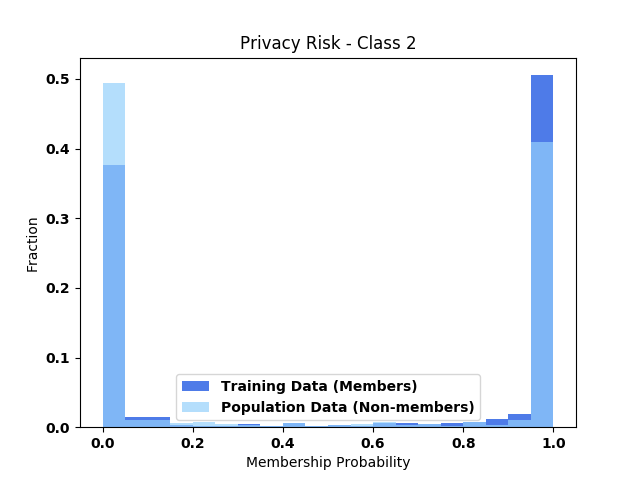 Privacy Risk - Class 2
0.5
0.4
0.3
0.2
0.1
0.0
Fraction
Training Data (Members)
Population Data (Non-members)
0.0 0.2 0.4 0.6 0.8 1.0
Membership Probability